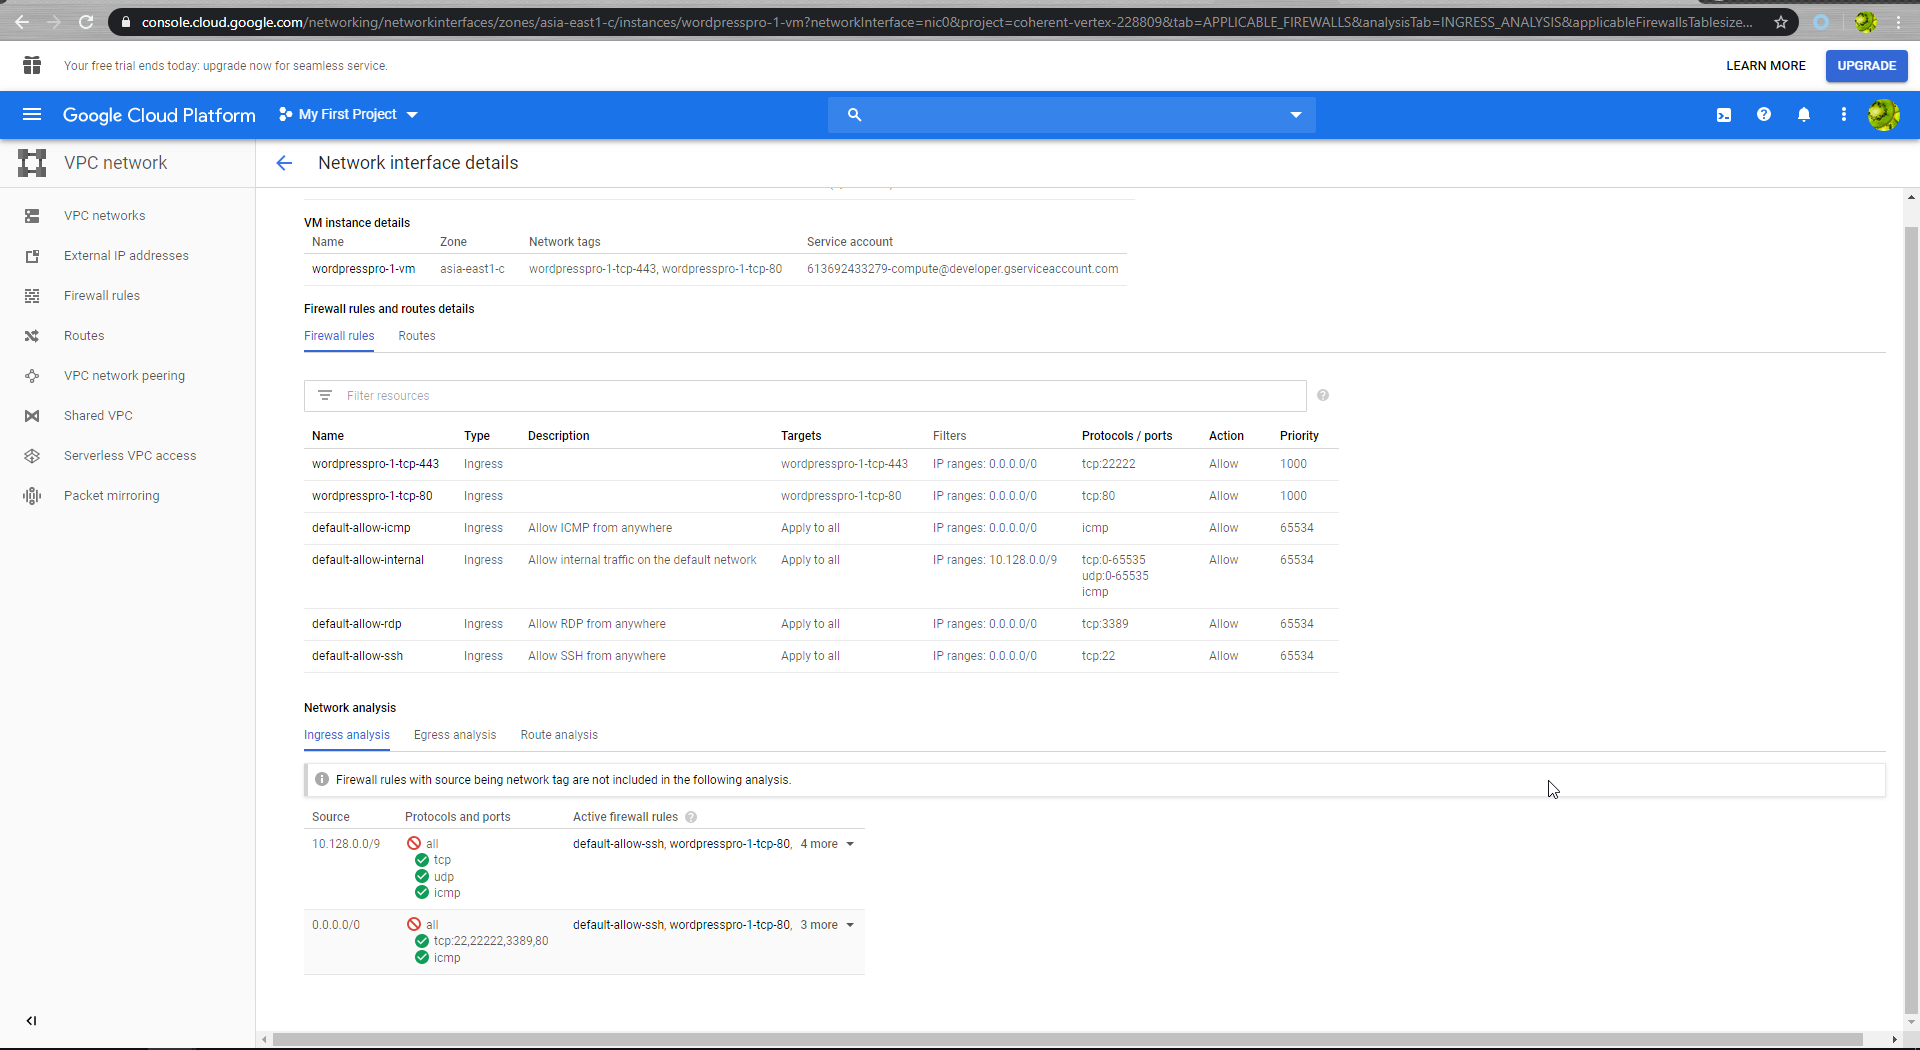 console.cloud.google.com/networking/networkinterfaces/zones/asia-east1-c/instances/wordpresspro-1-vm?networkInterface=nic0&project=coherent-vertex-228809&tab=APPLICABLE_FIREWALLS&analysisTab=INGRESS_ANALYSIS&applicableFirewallsTablesize...
Your free trial ends today: upgrade now for seamless service.
LEARN MORE
UPGRADE
Google Cloud Platform
My First Project
VPC network
Network interface details
VPC networks
External IP addresses
Firewall rules
Routes
VPC network peering
Shared VPC
Serverless VPC access
Packet mirroring
VM instance details
Name Zone Network tags Service account
wordpresspro-1-vm asia-east1-c wordpresspro-1-tcp-443, wordpresspro-1-tcp-80 613692433279-compute@developer.gserviceaccount.com
Firewall rules and routes details
Firewall rules Routes
Filter resources
Name Type Description Targets Filters Protocols / ports Action Priority
wordpresspro-1-tcp-443 Ingress wordpresspro-1-tcp-443 IP ranges: 0.0.0.0/0 tcp:22222 Allow 1000
wordpresspro-1-tcp-80 Ingress wordpresspro-1-tcp-80 IP ranges: 0.0.0.0/0 tcp:80 Allow 1000
default-allow-icmp Ingress Allow ICMP from anywhere Apply to all IP ranges: 0.0.0.0/0 icmp Allow 65534
default-allow-internal Ingress Allow internal traffic on the default network Apply to all IP ranges: 10.128.0.0/9 tcp:0-65535 Allow 65534
udp:0-65535
icmp
default-allow-rdp Ingress Allow RDP from anywhere Apply to all IP ranges: 0.0.0.0/0 tcp:3389 Allow 65534
default-allow-ssh Ingress Allow SSH from anywhere Apply to all IP ranges: 0.0.0.0/0 tcp:22 Allow 65534
Network analysis
Ingress analysis Egress analysis Route analysis
Firewall rules with source being network tag are not included in the following analysis.
Source Protocols and ports Active firewall rules
10.128.0.0/9 all default-allow-ssh, wordpresspro-1-tcp-80, 4 more
tcp
udp
icmp
0.0.0.0/0 all default-allow-ssh, wordpresspro-1-tcp-80, 3 more
tcp:22,22222,3389,80
icmp